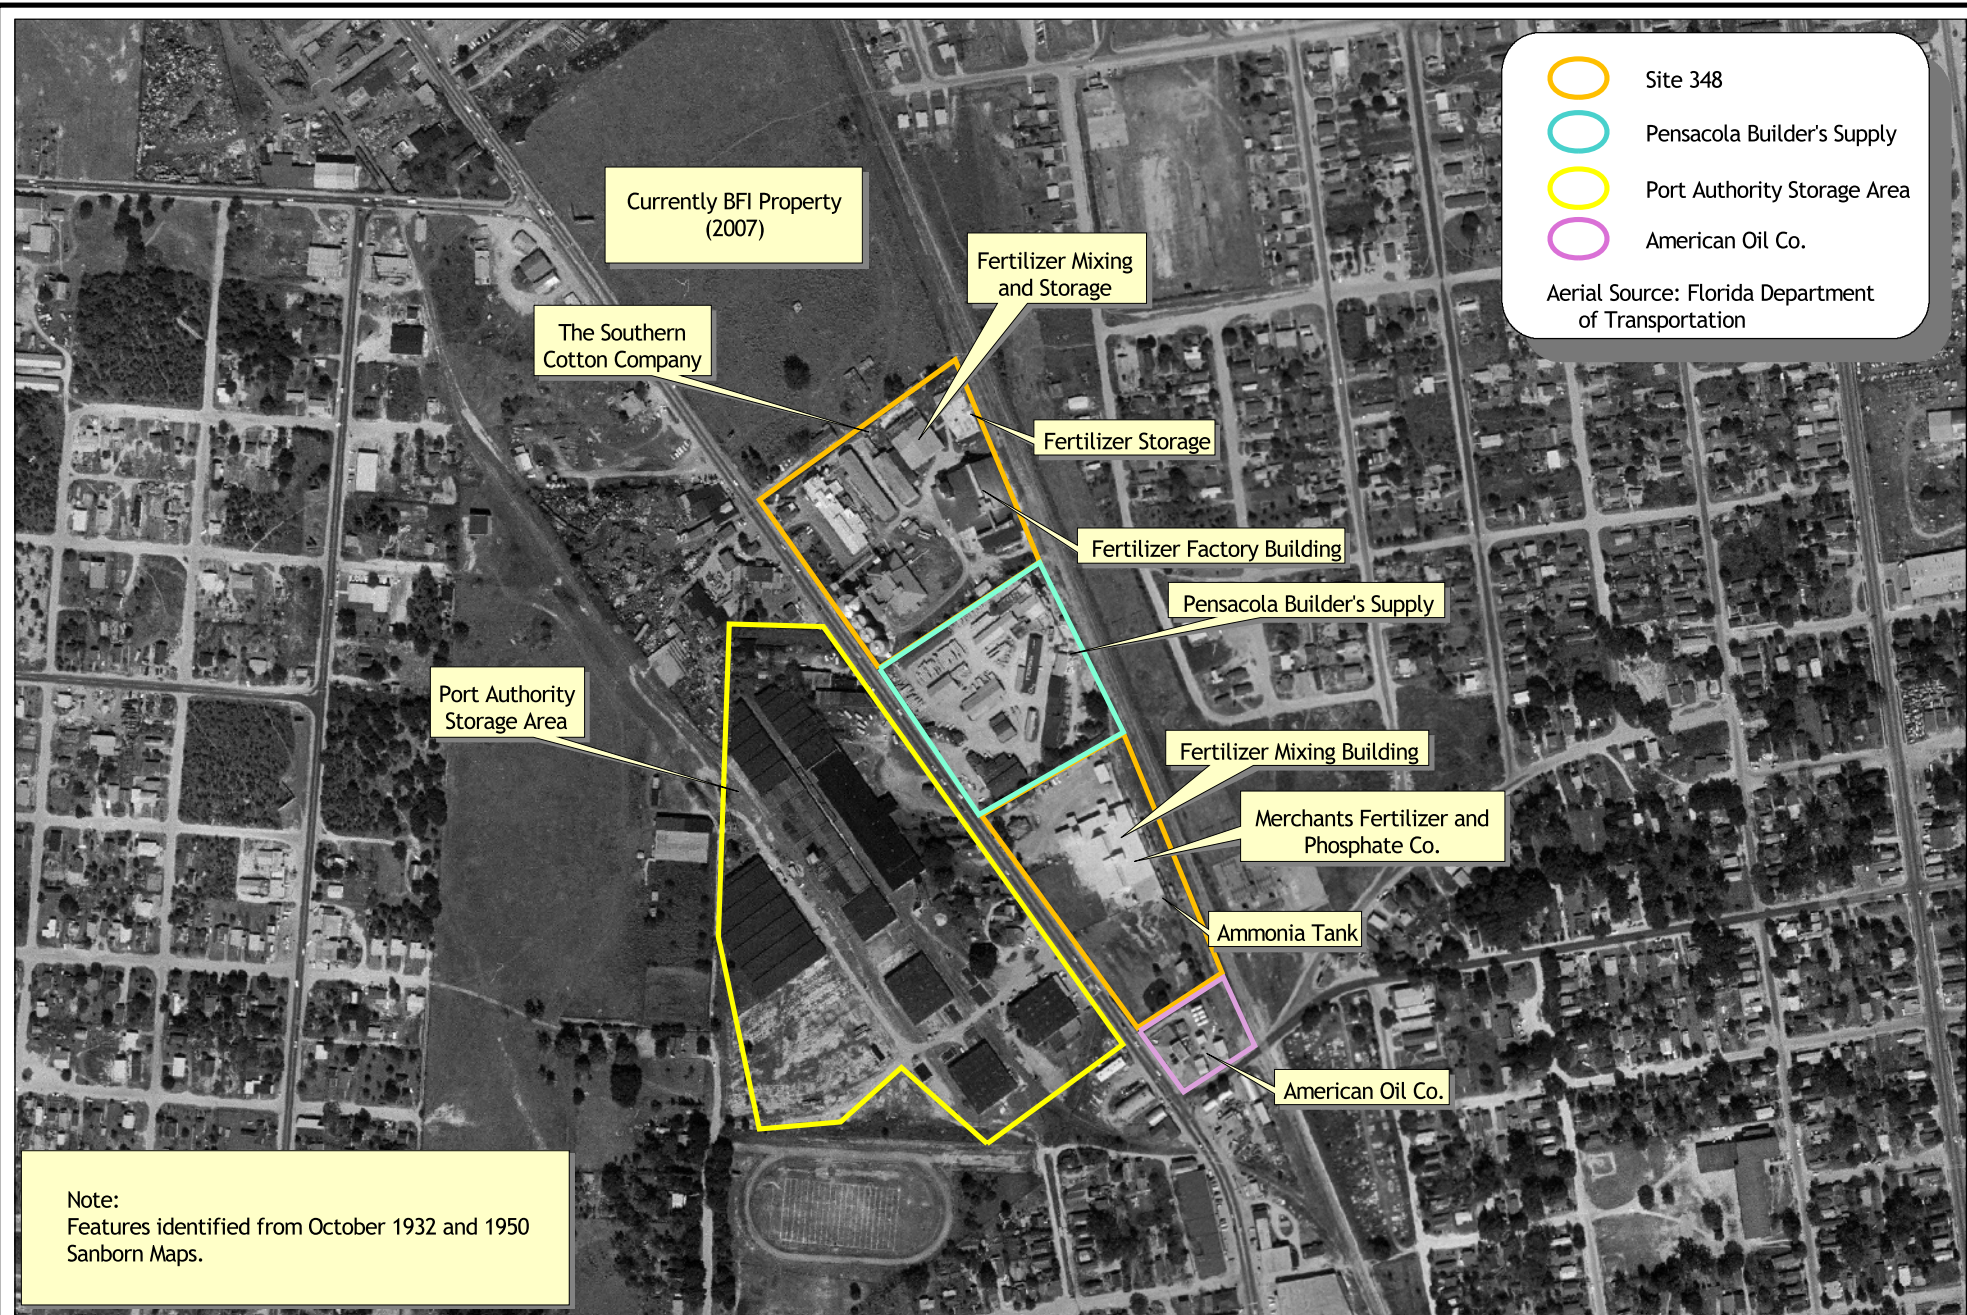 Site 348
Pensacola Builder's Supply
Port Authority Storage Area
American Oil Co.
Aerial Source: Florida Department
of Transportation
Currently BFI Property
(2007)
Fertilizer Mixing
and Storage
The Southern
Cotton Company
Fertilizer Storage
Fertilizer Factory Building
Pensacola Builder's Supply
Port Authority
Storage Area
Fertilizer Mixing Building
Merchants Fertilizer and
Phosphate Co.
Ammonia Tank
American Oil Co.
Note:
Features identified from October 1932 and 1950
Sanborn Maps.